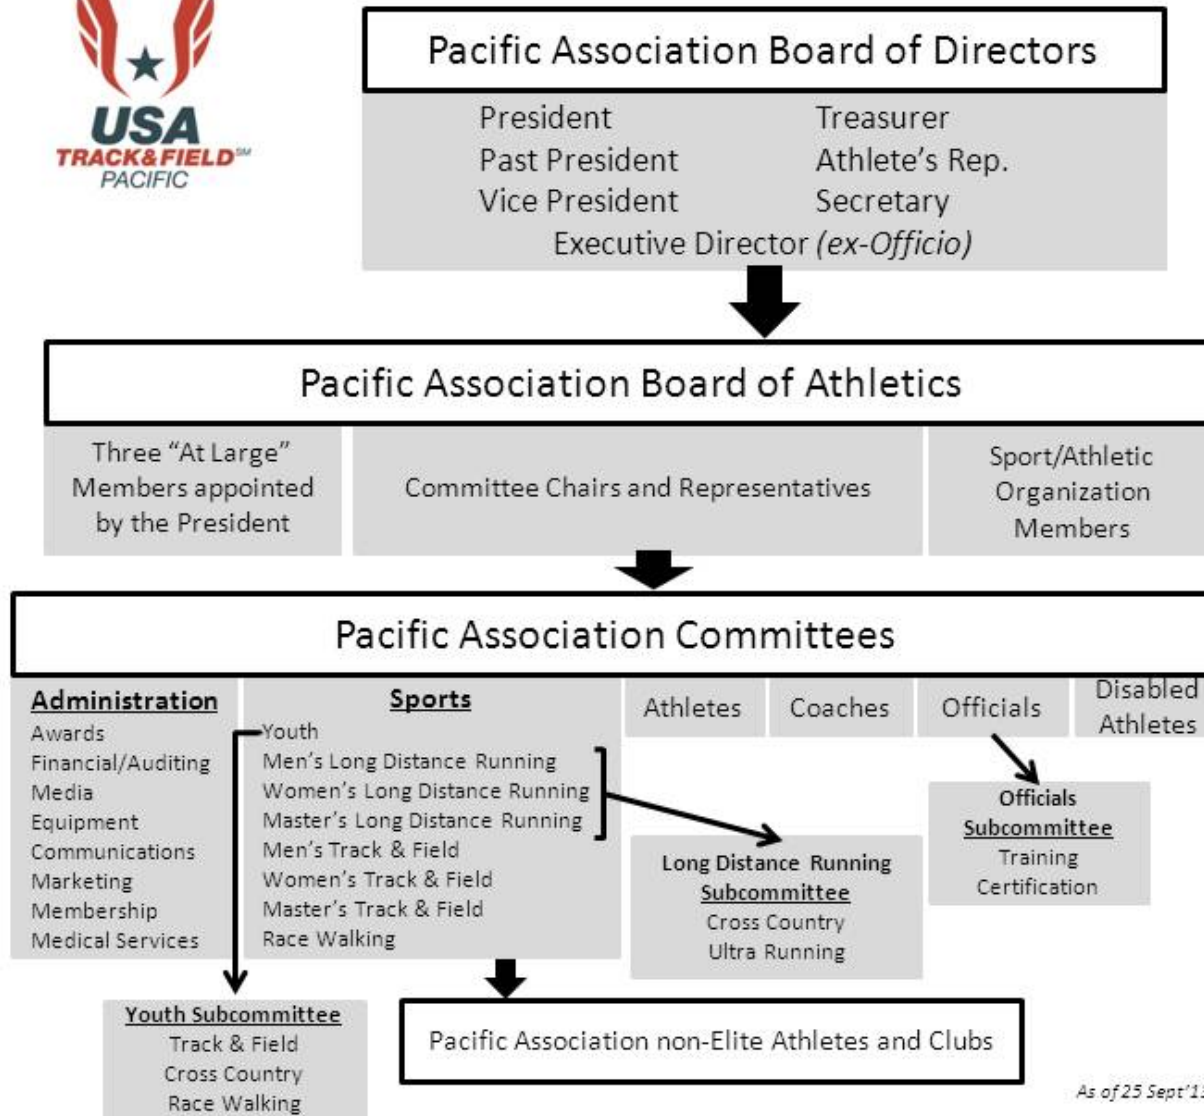 USA
TRACK&FIELD℠
PACIFIC
Pacific Association Board of Directors
President
Treasurer
Past President
Athlete's Rep.
Vice President
Secretary
Executive Director (ex-Officio)
Pacific Association Board of Athletics
Three “At Large”
Members appointed
by the President
Committee Chairs and Representatives
Sport/Athletic
Organization
Members
Pacific Association Committees
Administration
Awards
Financial/Auditing
Media
Equipment
Communications
Marketing
Membership
Medical Services
Sports
Youth
Men's Long Distance Running
Women's Long Distance Running
Master's Long Distance Running
Men's Track & Field
Women's Track & Field
Master's Track & Field
Race Walking
Athletes
Coaches
Officials
Disabled
Athletes
Officials
Subcommittee
Training
Certification
Long Distance Running
Subcommittee
Cross Country
Ultra Running
Youth Subcommittee
Track & Field
Cross Country
Race Walking
Pacific Association non-Elite Athletes and Clubs
As of 25 Sept